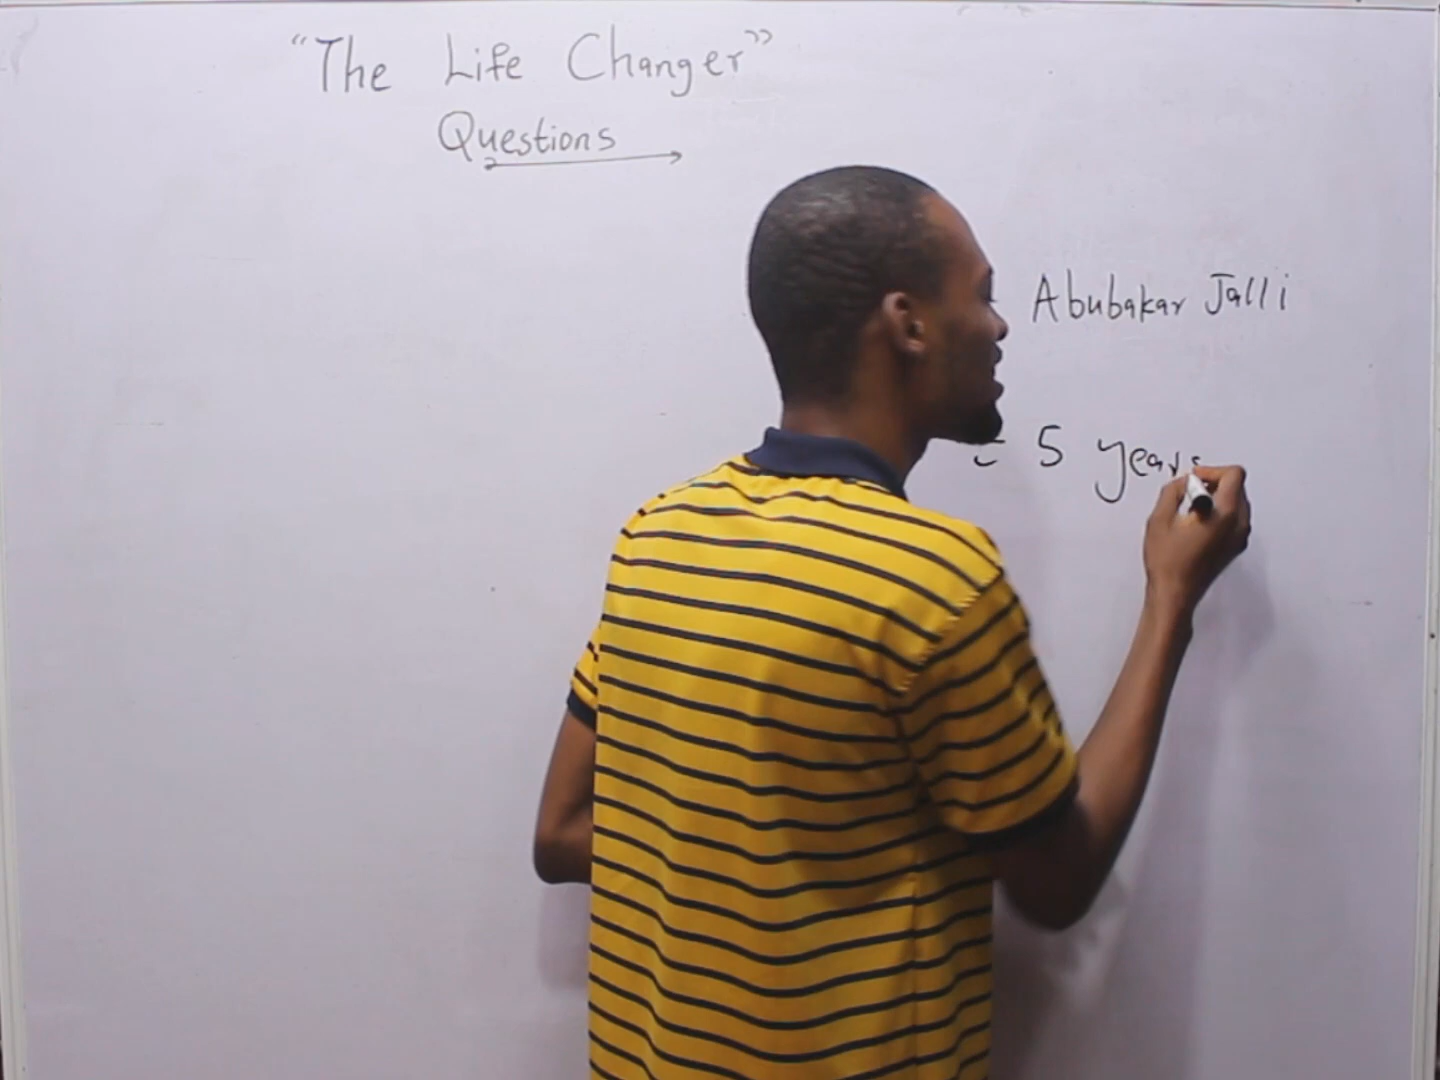 “The Life Changer”
Questions
Abubakar Jalli
= 5 years